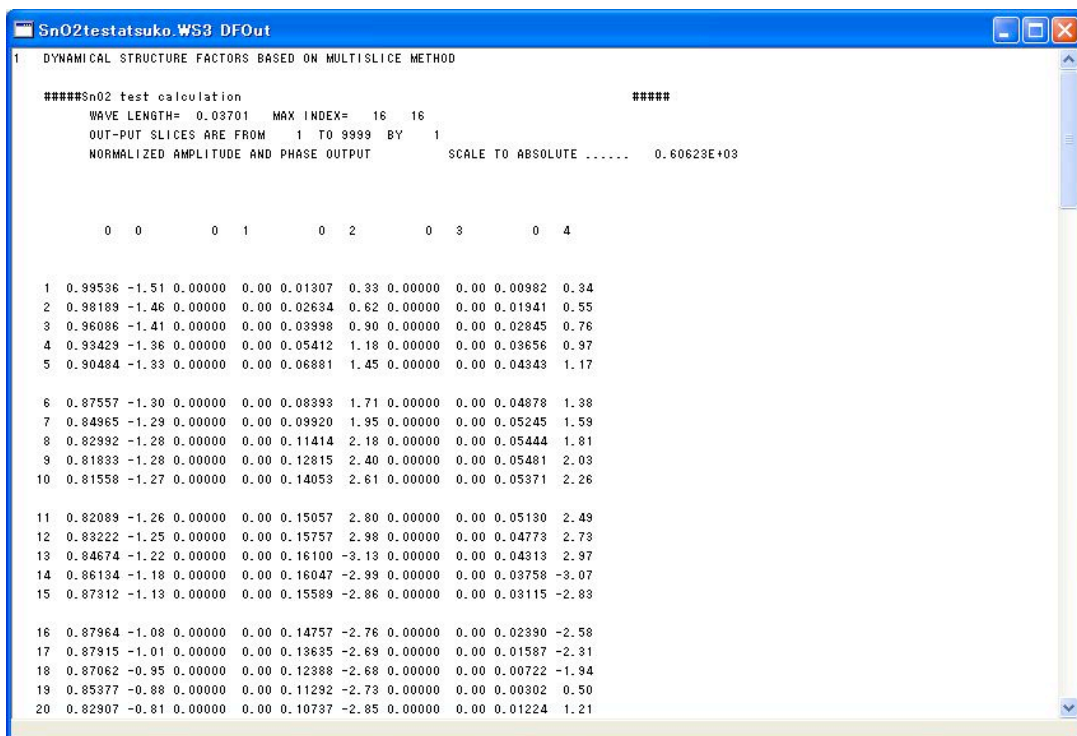 SnO2testatsuko.WS3 DFOut
1 DYNAMICAL STRUCTURE FACTORS BASED ON MULTISLICE METHOD
#####SnO2 test calculation #####
WAVE LENGTH= 0.03701 MAX INDEX= 16 16
OUT-PUT SLICES ARE FROM 1 TO 9999 BY 1
NORMALIZED AMPLITUDE AND PHASE OUTPUT SCALE TO ABSOLUTE ...... 0.60623E+03
0 0 0 1 0 2 0 3 0 4
1 0.99536 -1.51 0.00000 0.00 0.01307 0.33 0.00000 0.00 0.00982 0.34
2 0.98189 -1.46 0.00000 0.00 0.02634 0.62 0.00000 0.00 0.01941 0.55
3 0.96086 -1.41 0.00000 0.00 0.03998 0.90 0.00000 0.00 0.02845 0.76
4 0.93429 -1.36 0.00000 0.00 0.05412 1.18 0.00000 0.00 0.03656 0.97
5 0.90484 -1.33 0.00000 0.00 0.06881 1.45 0.00000 0.00 0.04343 1.17
6 0.87557 -1.30 0.00000 0.00 0.08393 1.71 0.00000 0.00 0.04878 1.38
7 0.84965 -1.29 0.00000 0.00 0.09920 1.95 0.00000 0.00 0.05245 1.59
8 0.82992 -1.28 0.00000 0.00 0.11414 2.18 0.00000 0.00 0.05444 1.81
9 0.81833 -1.28 0.00000 0.00 0.12815 2.40 0.00000 0.00 0.05481 2.03
10 0.81558 -1.27 0.00000 0.00 0.14053 2.61 0.00000 0.00 0.05371 2.26
11 0.82089 -1.26 0.00000 0.00 0.15057 2.80 0.00000 0.00 0.05130 2.49
12 0.83222 -1.25 0.00000 0.00 0.15757 2.98 0.00000 0.00 0.04773 2.73
13 0.84674 -1.22 0.00000 0.00 0.16100 -3.13 0.00000 0.00 0.04313 2.97
14 0.86134 -1.18 0.00000 0.00 0.16047 -2.99 0.00000 0.00 0.03758 -3.07
15 0.87312 -1.13 0.00000 0.00 0.15589 -2.86 0.00000 0.00 0.03115 -2.83
16 0.87964 -1.08 0.00000 0.00 0.14757 -2.76 0.00000 0.00 0.02390 -2.58
17 0.87915 -1.01 0.00000 0.00 0.13635 -2.69 0.00000 0.00 0.01587 -2.31
18 0.87062 -0.95 0.00000 0.00 0.12388 -2.68 0.00000 0.00 0.00722 -1.94
19 0.85377 -0.88 0.00000 0.00 0.11292 -2.73 0.00000 0.00 0.00302 0.50
20 0.82907 -0.81 0.00000 0.00 0.10737 -2.85 0.00000 0.00 0.01224 1.21